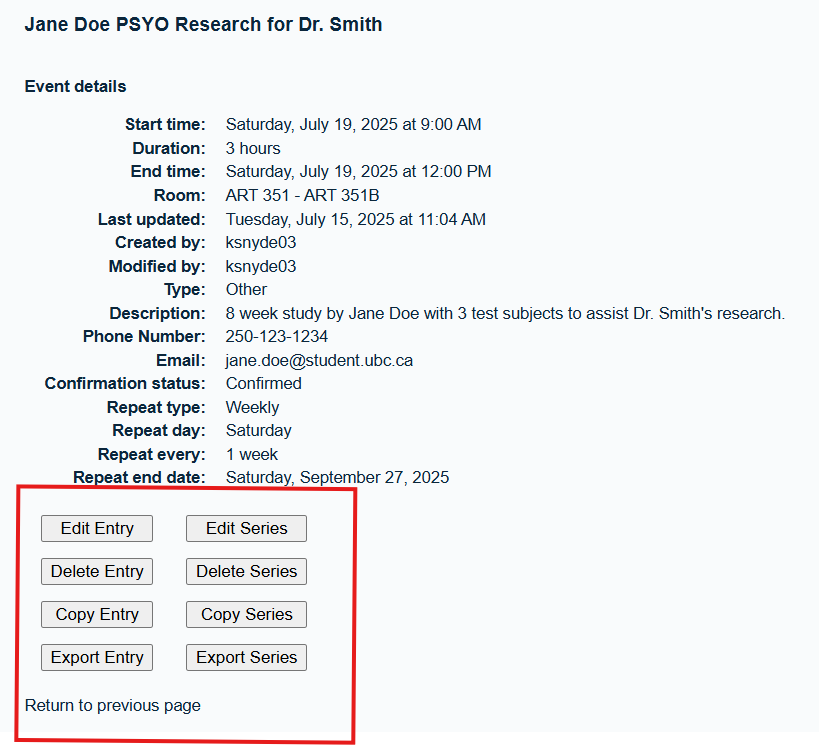 Jane Doe PSYO Research for Dr. Smith
Event details
Start time: Saturday, July 19, 2025 at 9:00 AM
Duration: 3 hours
End time: Saturday, July 19, 2025 at 12:00 PM
Room: ART 351 - ART 351B
Last updated: Tuesday, July 15, 2025 at 11:04 AM
Created by: ksnyde03
Modified by: ksnyde03
Type: Other
Description: 8 week study by Jane Doe with 3 test subjects to assist Dr. Smith's research.
Phone Number: 250-123-1234
Email: jane.doe@student.ubc.ca
Confirmation status: Confirmed
Repeat type: Weekly
Repeat day: Saturday
Repeat every: 1 week
Repeat end date: Saturday, September 27, 2025
Edit Entry Edit Series
Delete Entry Delete Series
Copy Entry Copy Series
Export Entry Export Series
Return to previous page